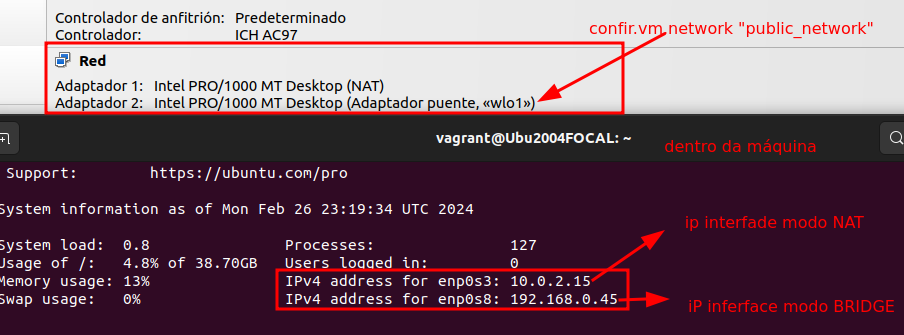 Controlador de anfitrión: Predeterminado
Controlador: ICH AC97
confir.vm.network "public_network"
Red
Adaptador 1: Intel PRO/1000 MT Desktop (NAT)
Adaptador 2: Intel PRO/1000 MT Desktop (Adaptador puente, «wlo1»)
vagrant@Ubu2004FOCAL: ~
dentro da máquina
Support: https://ubuntu.com/pro
System information as of Mon Feb 26 23:19:34 UTC 2024
ip interfade modo NAT
System load: 0.8 Processes: 127
Usage of /: 4.8% of 38.70GB Users logged in: 0
Memory usage: 13% IPv4 address for enp0s3: 10.0.2.15
Swap usage: 0% IPv4 address for enp0s8: 192.168.0.45
iP inferface modo BRIDGE